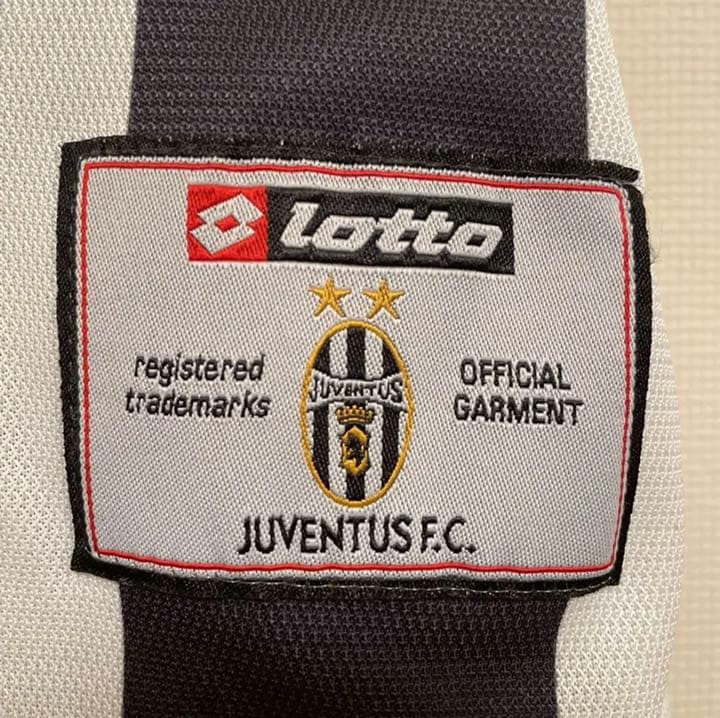 lotto
registered
trademarks
JUVENTUS
OFFICIAL
GARMENT
JUVENTUS F.C.